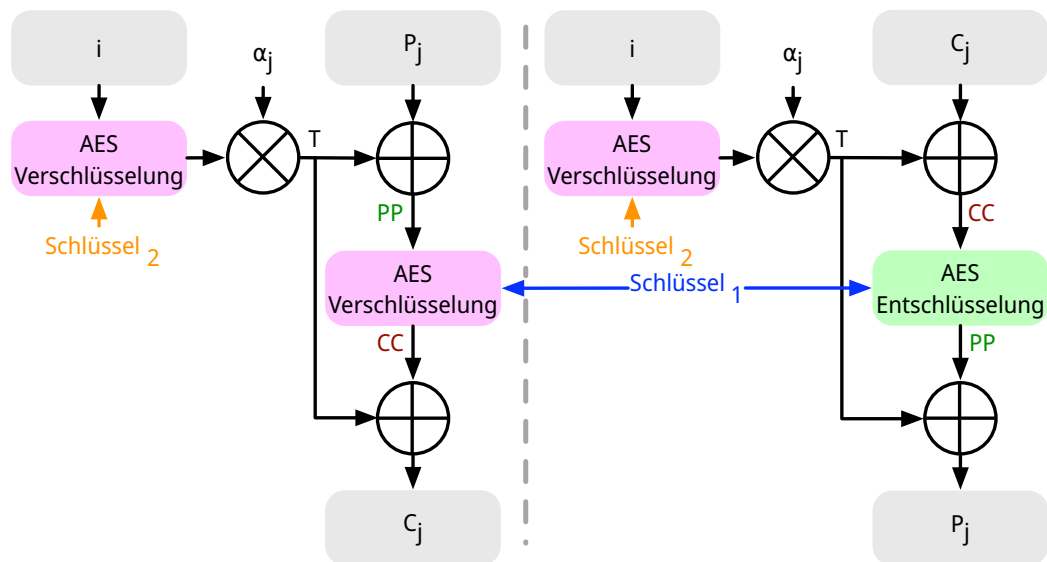 i
αj
Pj
AES
Verschlüsselung
T
PP
Schlüssel 2
AES
Verschlüsselung
CC
Cj
i
αj
Cj
AES
Verschlüsselung
T
CC
Schlüssel 2
Schlüssel 1
AES
Entschlüsselung
PP
Pj